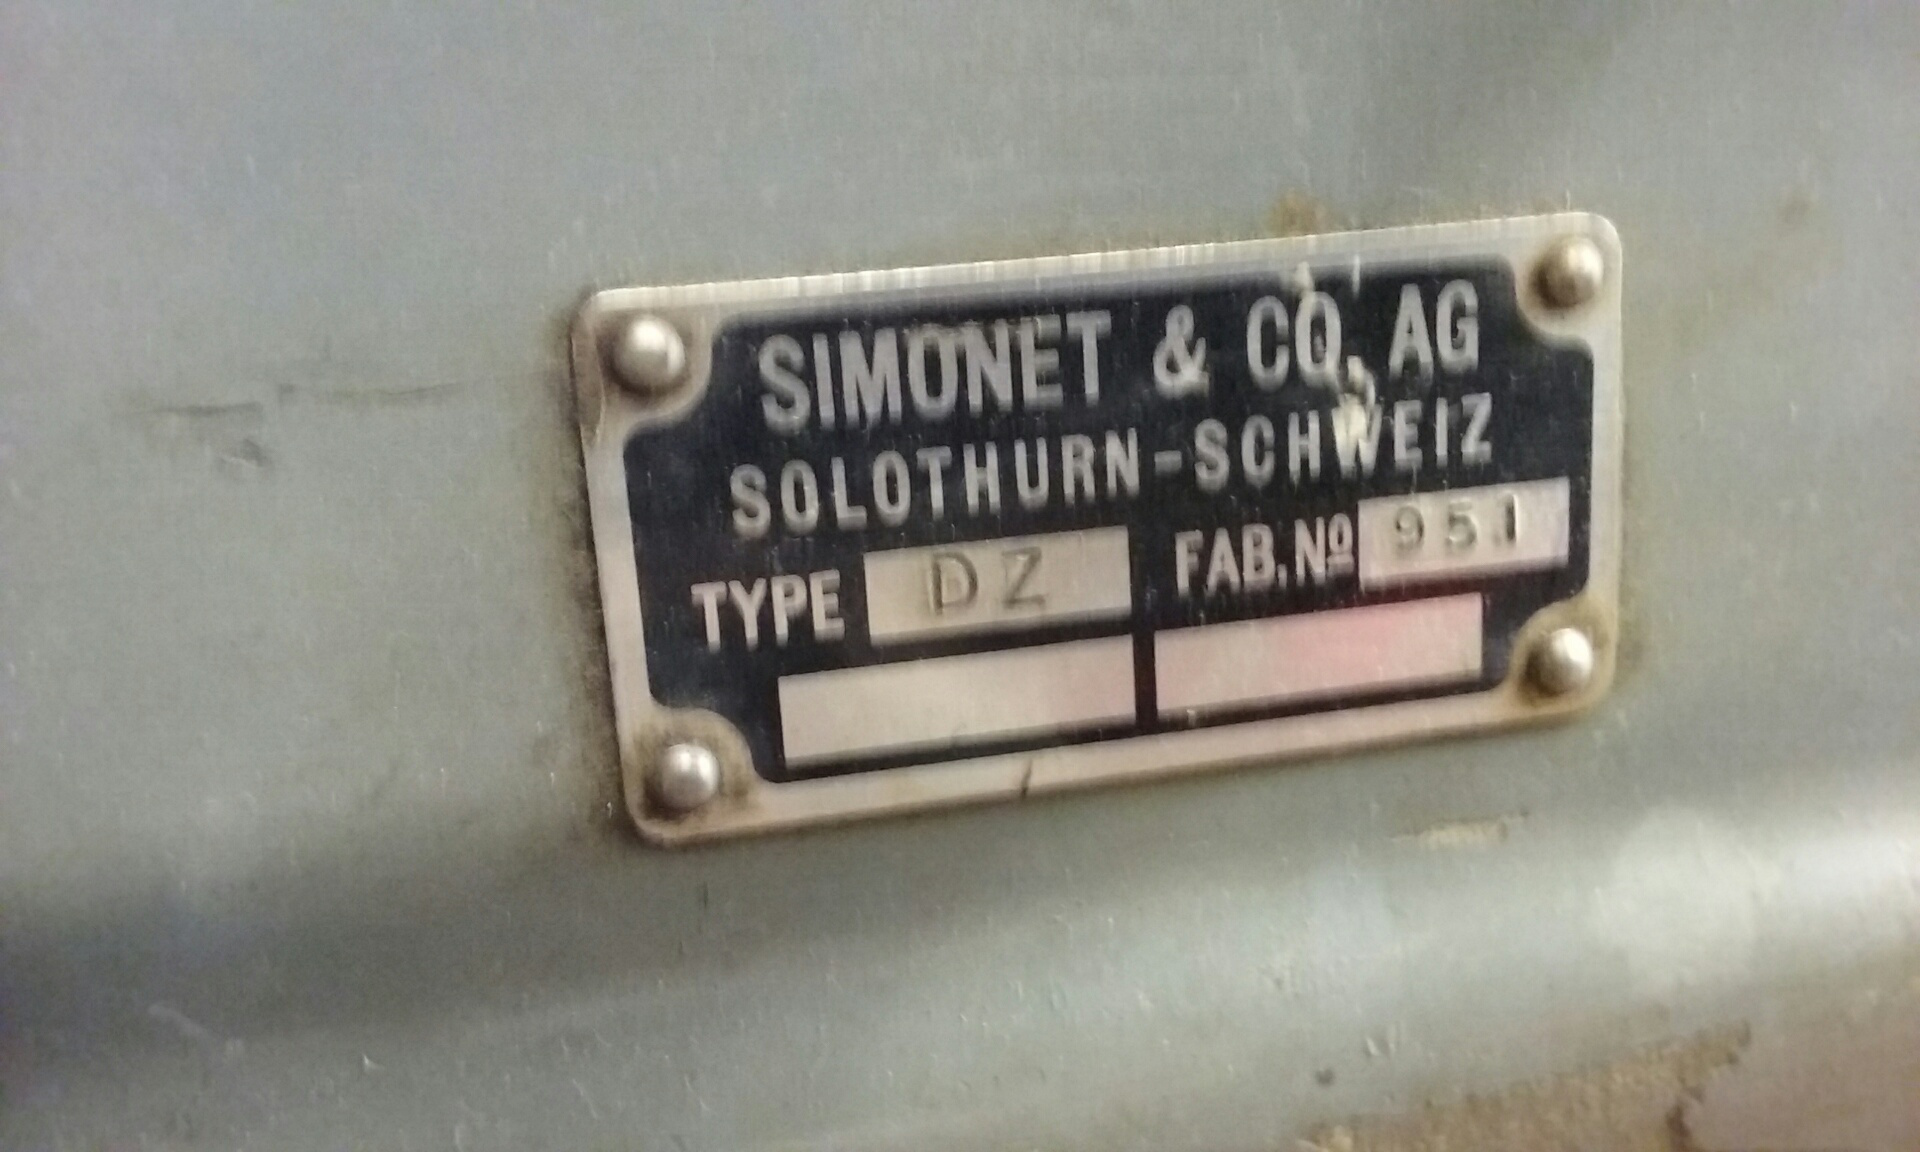 SIMONET & CO, AG
SOLOTHURN-SCHWEIZ
TYPE DZ FAB. Nº 951